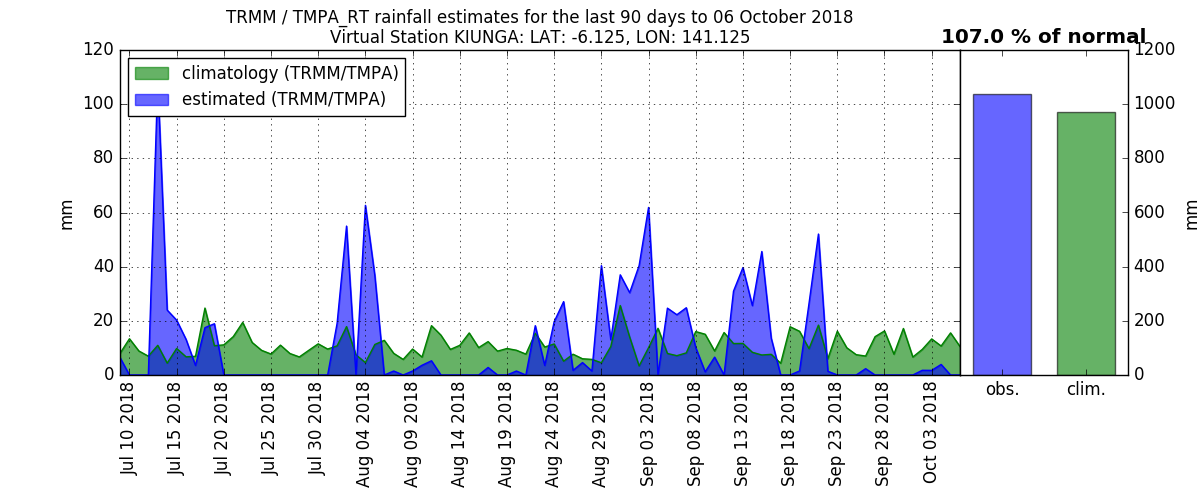 TRMM / TMPA_RT rainfall estimates for the last 90 days to 06 October 2018
Virtual Station KIUNGA: LAT: -6.125, LON: 141.125
107.0 % of normal
climatology (TRMM/TMPA)
estimated (TRMM/TMPA)
120
100
80
60
40
20
0
mm
Jul 10 2018
Jul 15 2018
Jul 20 2018
Jul 25 2018
Jul 30 2018
Aug 04 2018
Aug 09 2018
Aug 14 2018
Aug 19 2018
Aug 24 2018
Aug 29 2018
Sep 03 2018
Sep 08 2018
Sep 13 2018
Sep 18 2018
Sep 23 2018
Sep 28 2018
Oct 03 2018
1200
1000
800
600
400
200
0
mm
obs.
clim.